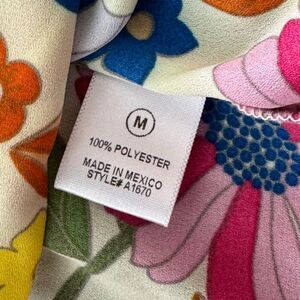 M
100% POLYESTER
MADE IN MEXICO
STYLE# A1670